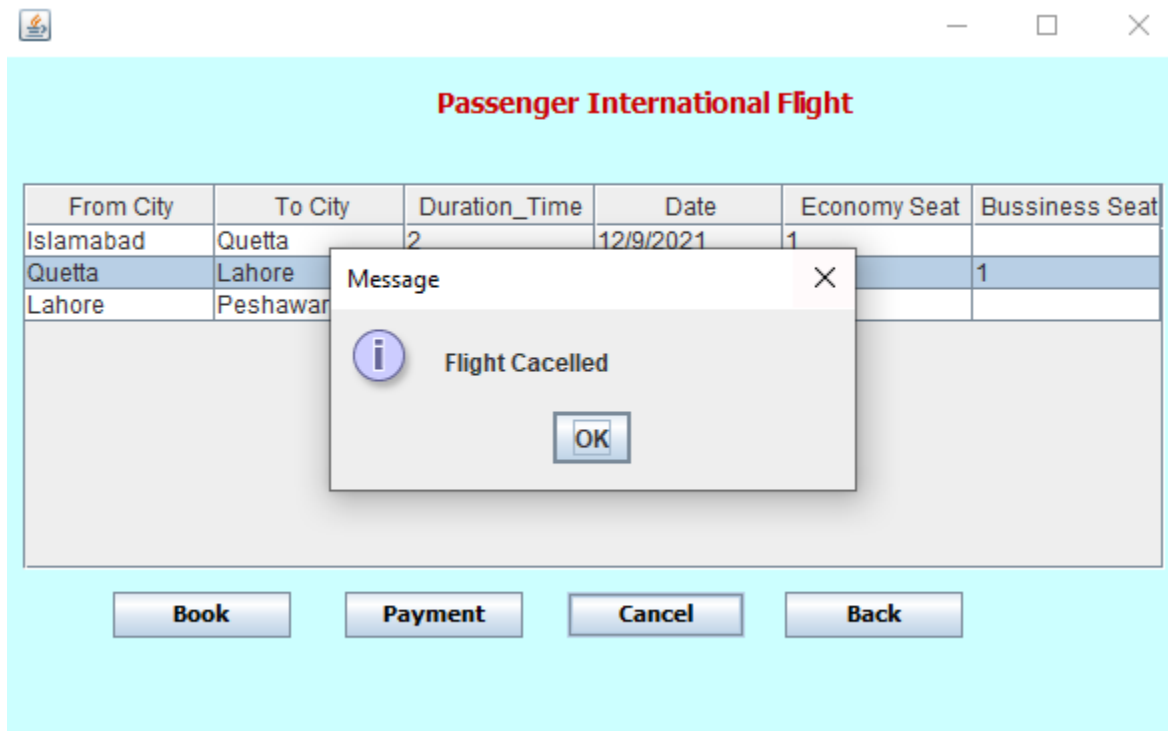 Passenger International Flight
From City To City Duration_Time Date Economy Seat Bussiness Seat
Islamabad Quetta 2 12/9/2021 1
Quetta Lahore 1
Lahore Peshawar
Message
i
Flight Cacelled
OK
Book Payment Cancel Back